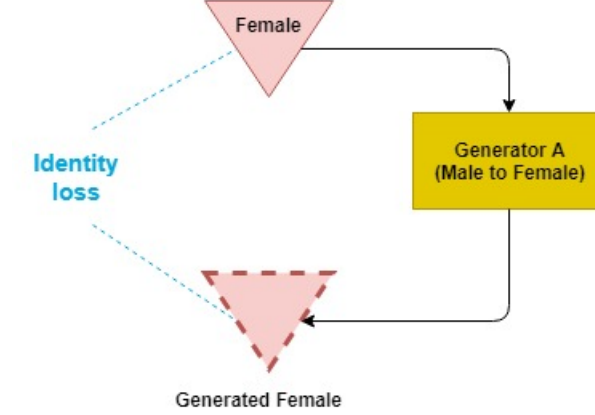 Female
Generator A
(Male to Female)
Identity
loss
Generated Female